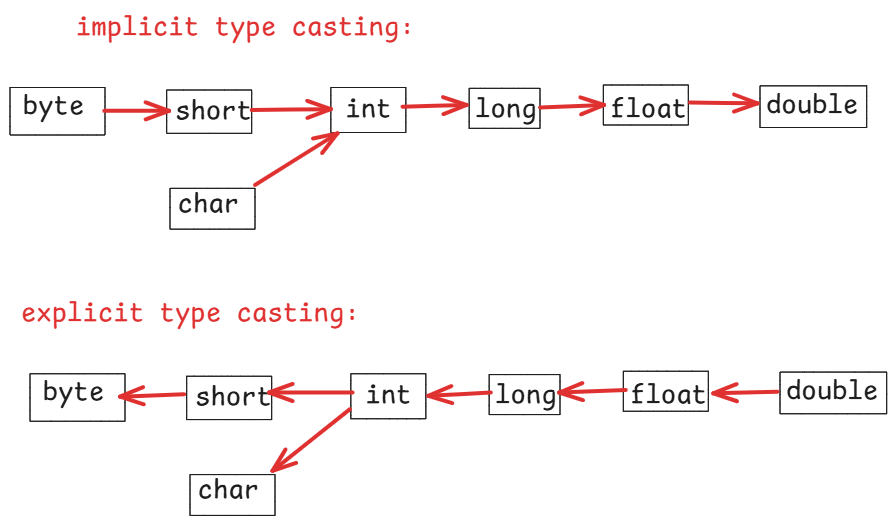 implicit type casting:
byte short int long float double
char
explicit type casting:
byte short int long float double
char